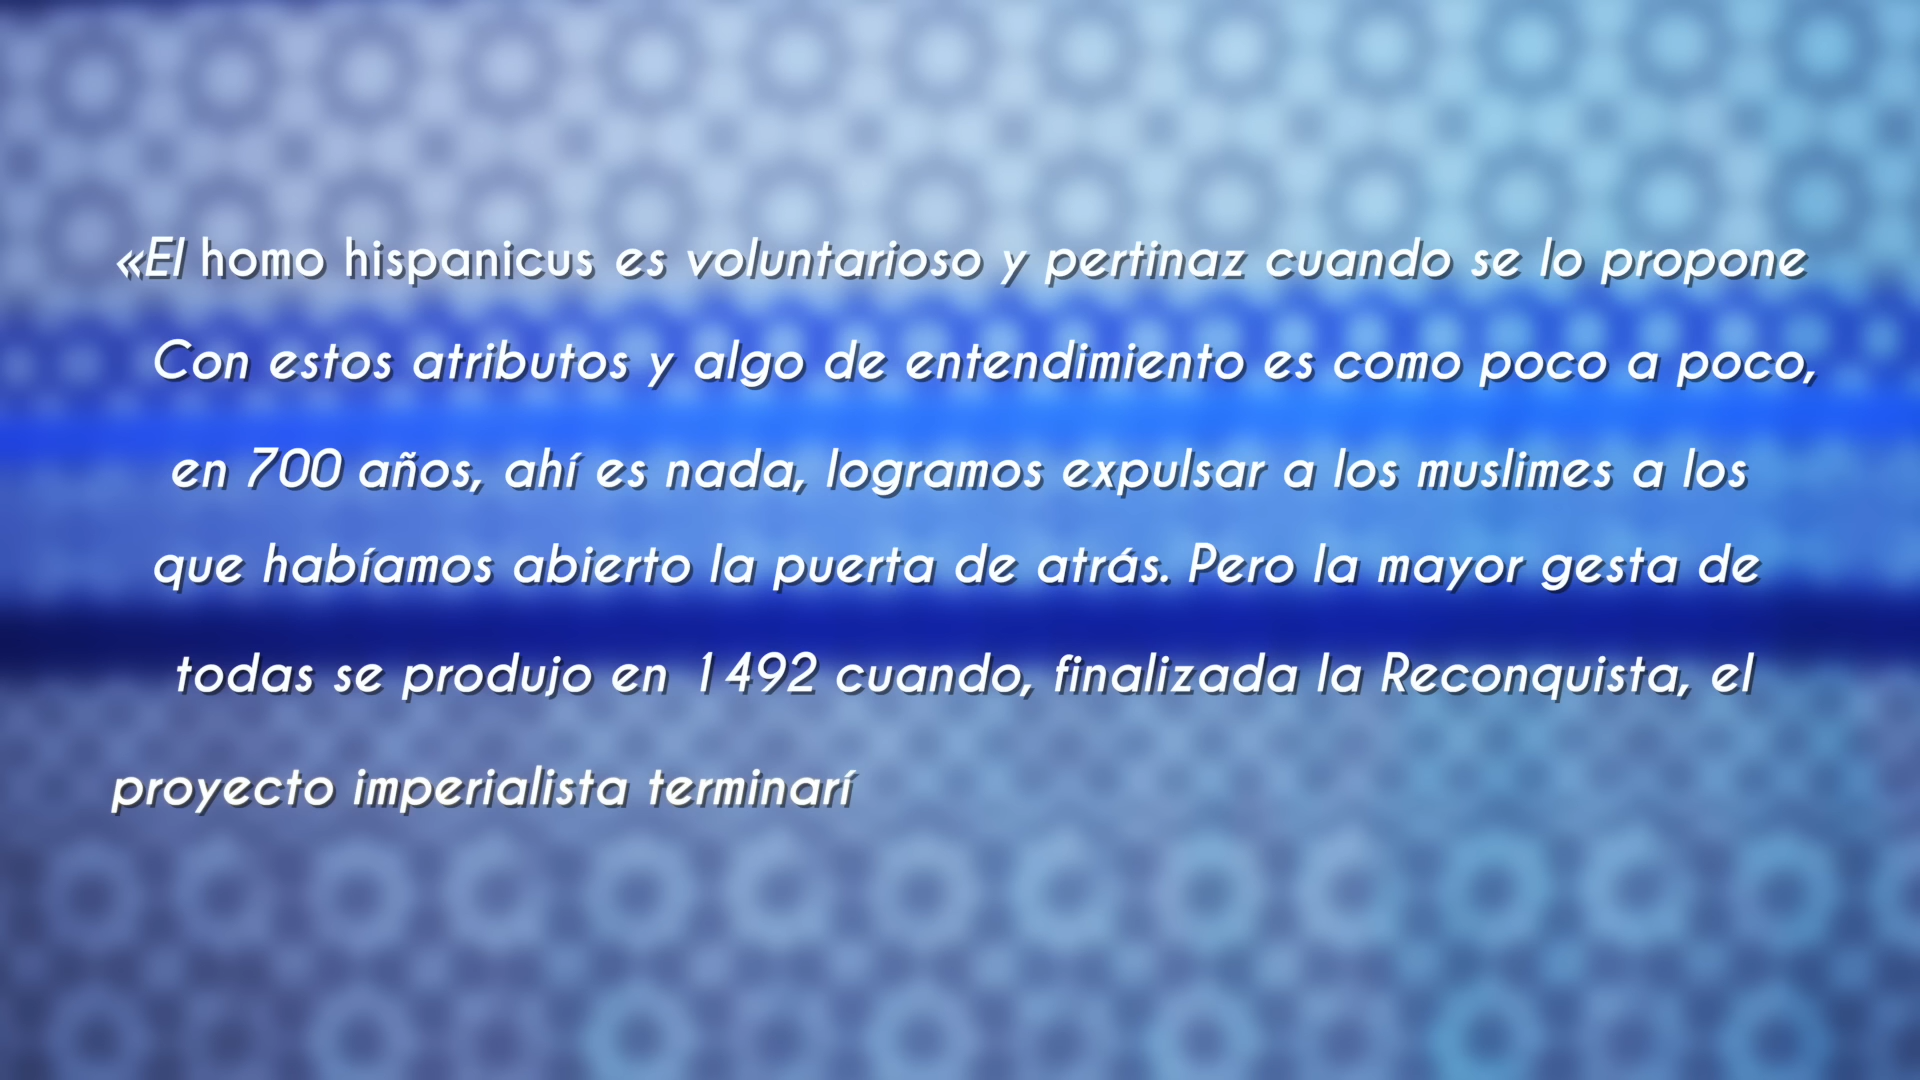 «El homo hispanicus es voluntarioso y pertinaz cuando se lo propone
Con estos atributos y algo de entendimiento es como poco a poco,
en 700 años, ahí es nada, logramos expulsar a los muslimes a los
que habíamos abierto la puerta de atrás. Pero la mayor gesta de
todas se produjo en 1492 cuando, finalizada la Reconquista, el
proyecto imperialista terminarí